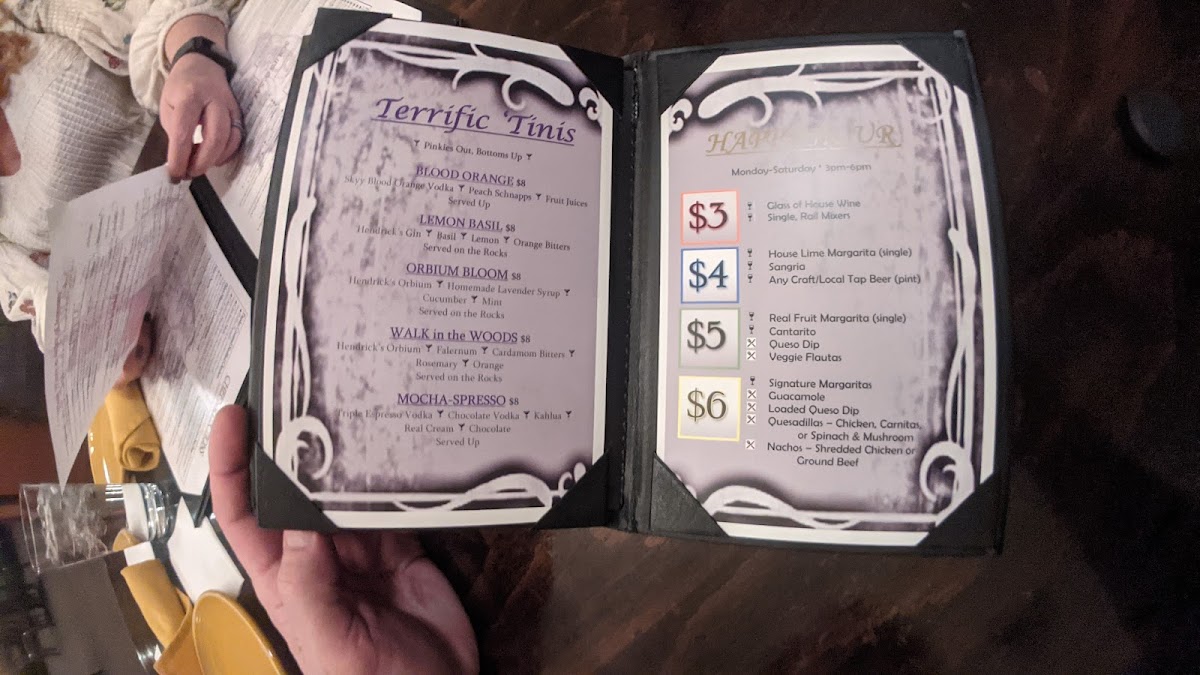 Terrific 'Tinis
Pinkies Out, Bottoms Up
BLOOD ORANGE $8
Skyy Blood Orange Vodka Peach Schnapps Fruit Juices
Served Up
LEMON BASIL $8
Hendrick's Gin Basil Lemon Orange Bitters
Served on the Rocks
ORBIUM BLOOM $8
Hendrick's Orbium Homemade Lavender Syrup
Cucumber Mint
Served on the Rocks
WALK in the WOODS $8
Hendrick's Orbium Falernum Cardamom Bitters
Rosemary Orange
Served on the Rocks
MOCHA-SPRESSO $8
Triple Espresso Vodka Chocolate Vodka Kahlua
Real Cream Chocolate
Served Up
HAPPY HOUR
Monday-Saturday * 3pm-6pm
$3
Glass of House Wine
Single, Rail Mixers
$4
House Lime Margarita (single)
Sangria
Any Craft/Local Tap Beer (pint)
$5
Real Fruit Margarita (single)
Cantarito
Queso Dip
Veggie Flautas
$6
Signature Margaritas
Guacamole
Loaded Queso Dip
Quesadillas – Chicken, Carnitas,
or Spinach & Mushroom
Nachos – Shredded Chicken or
Ground Beef